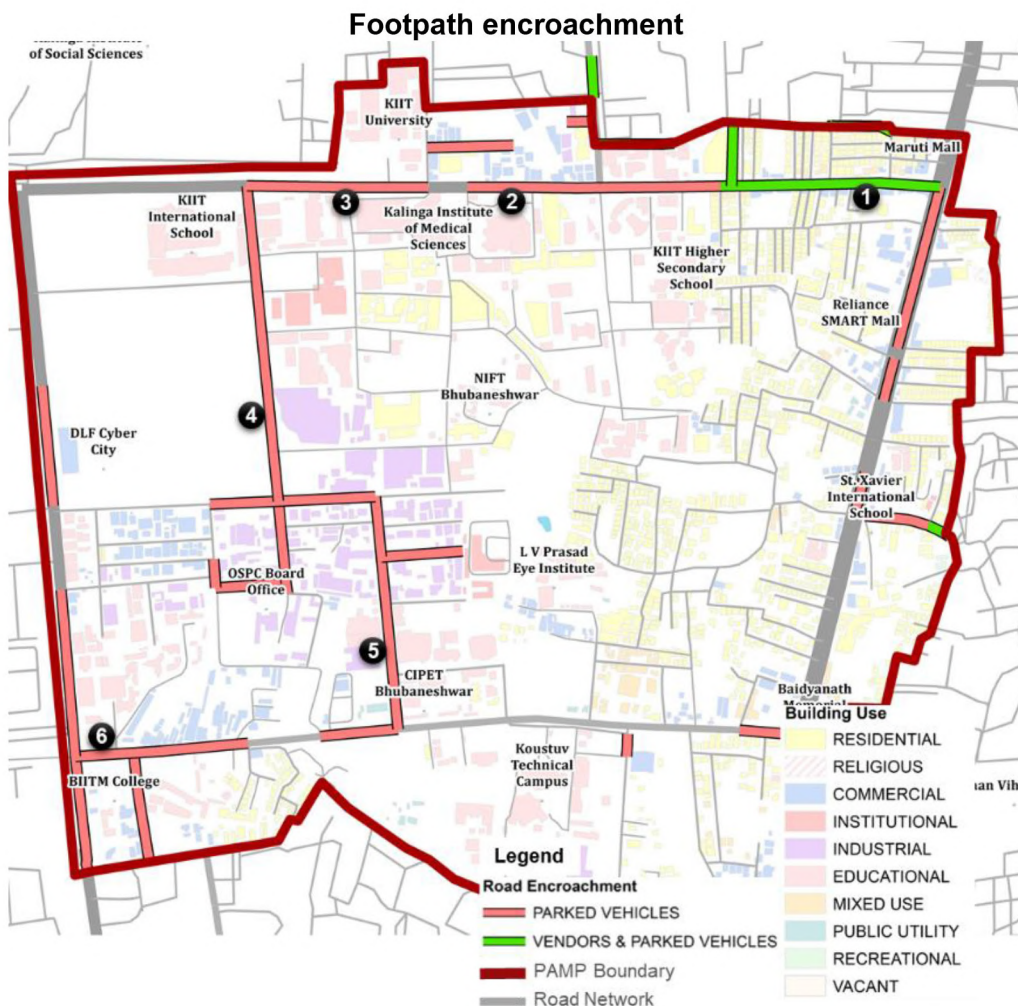 Footpath encroachment
of Social Sciences
KIIT
University
Maruti Mall
1
2
3
KIIT
International
School
Kalinga Institute
of Medical
Sciences
KIIT Higher
Secondary
School
Reliance
SMART Mall
NIFT
Bhubaneshwar
4
DLF Cyber
City
St. Xavier
International
School
L V Prasad
Eye Institute
OSPC Board
Office
5
CIPET
Bhubaneshwar
Baidyanath
6
BIITM College
Koustuv
Technical
Campus
Building Use
RESIDENTIAL
RELIGIOUS
COMMERCIAL
INSTITUTIONAL
INDUSTRIAL
EDUCATIONAL
MIXED USE
PUBLIC UTILITY
RECREATIONAL
VACANT
Legend
Road Encroachment
PARKED VEHICLES
VENDORS & PARKED VEHICLES
PAMP Boundary
Road Network